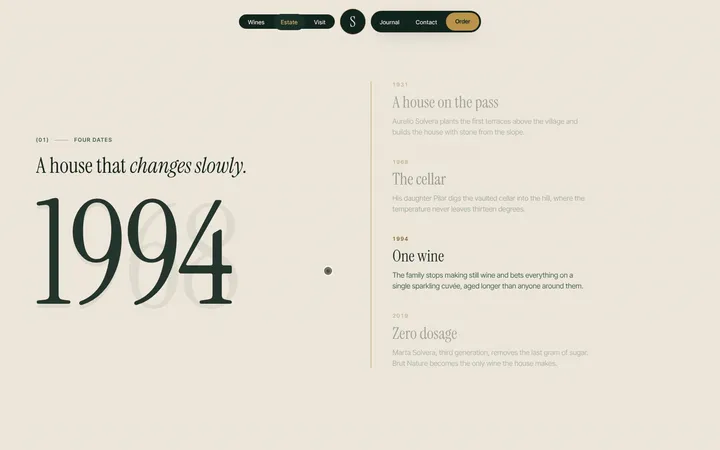 Wines Estate Visit S Journal Contact Order
(01) FOUR DATES
A house that changes slowly.
1994
1921
A house on the pass
Aurelio Solvera plants the first terraces above the village and
builds the house with stone from the slope.
1968
The cellar
His daughter Pilar digs the vaulted cellar into the hill, where the
temperature never leaves thirteen degrees.
1994
One wine
The family stops making still wine and bets everything on a
single sparkling cuvée, aged longer than anyone around them.
2018
Zero dosage
Marta Solvera, third generation, removes the last gram of sugar.
Brut Nature becomes the only wine the house makes.